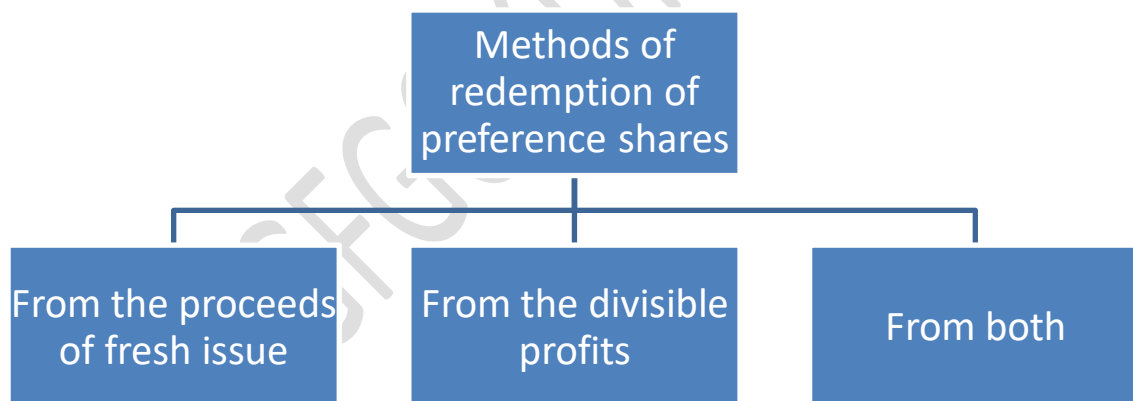 Methods of
redemption of
preference shares
From the proceeds
of fresh issue
From the divisible
profits
From both